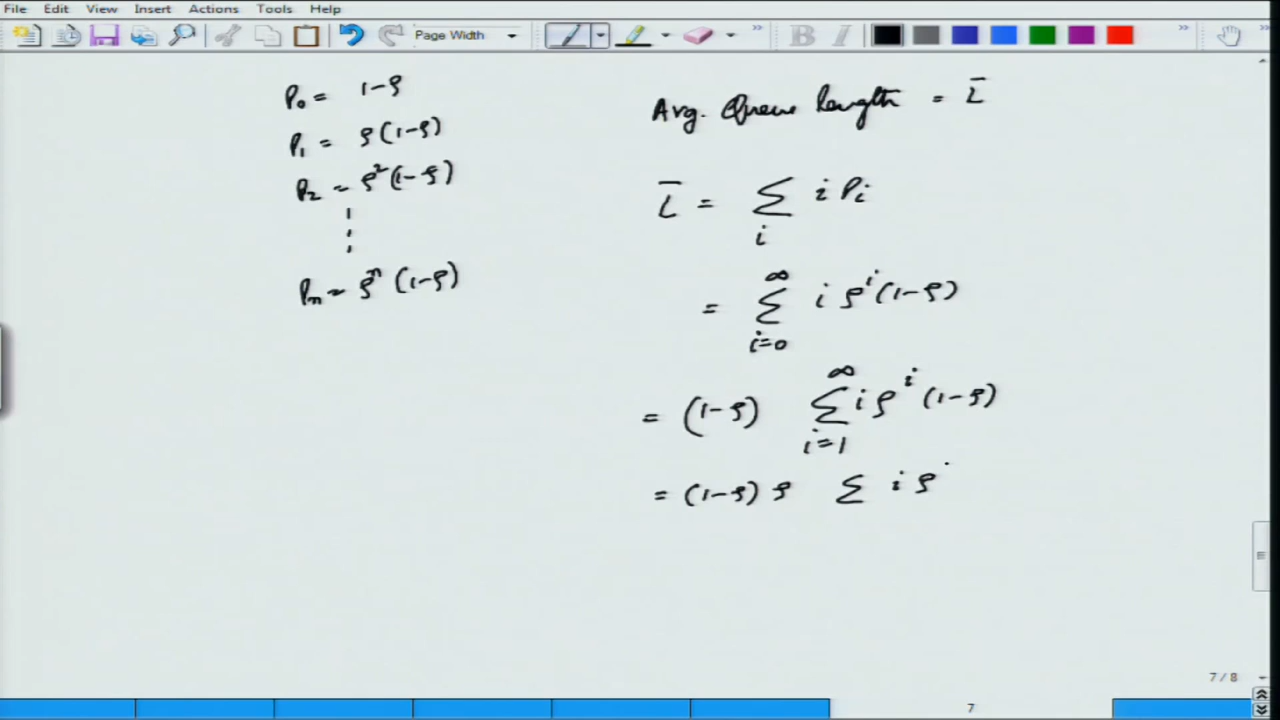 File Edit View Insert Actions Tools Help
Page Width
B I
P₀ = 1-ρ
P₁ = ρ(1-ρ)
P₂ = ρ²(1-ρ)
Pₙ = ρⁿ (1-ρ)
Avg. Queue length = L̄
L̄ = Σ i Pᵢ
i
= Σ i ρⁱ (1-ρ)
∞
i=0
= (1-ρ) Σ i ρⁱ (1-ρ)
∞
i=1
= (1-ρ) ρ Σ i ρ
7 / 8
7